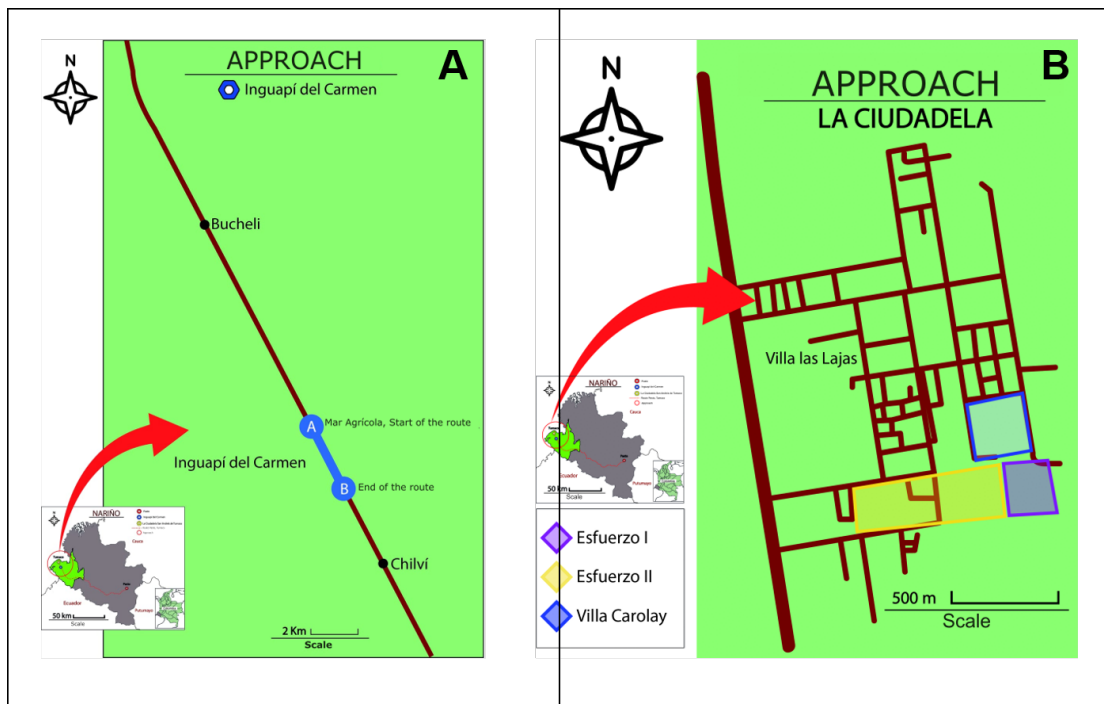 A
N
APPROACH
Inguapí del Carmen
Bucheli
A
Mar Agrícola, Start of the route
Inguapí del Carmen
B
End of the route
Chilví
2 Km
Scale
NARIÑO
Cauca
Ecuador
Putumayo
50 km
Scale
B
N
APPROACH
LA CIUDADELA
Villa las Lajas
NARIÑO
Cauca
Ecuador
Putumayo
50 km
Scale
Esfuerzo I
Esfuerzo II
Villa Carolay
500 m
Scale